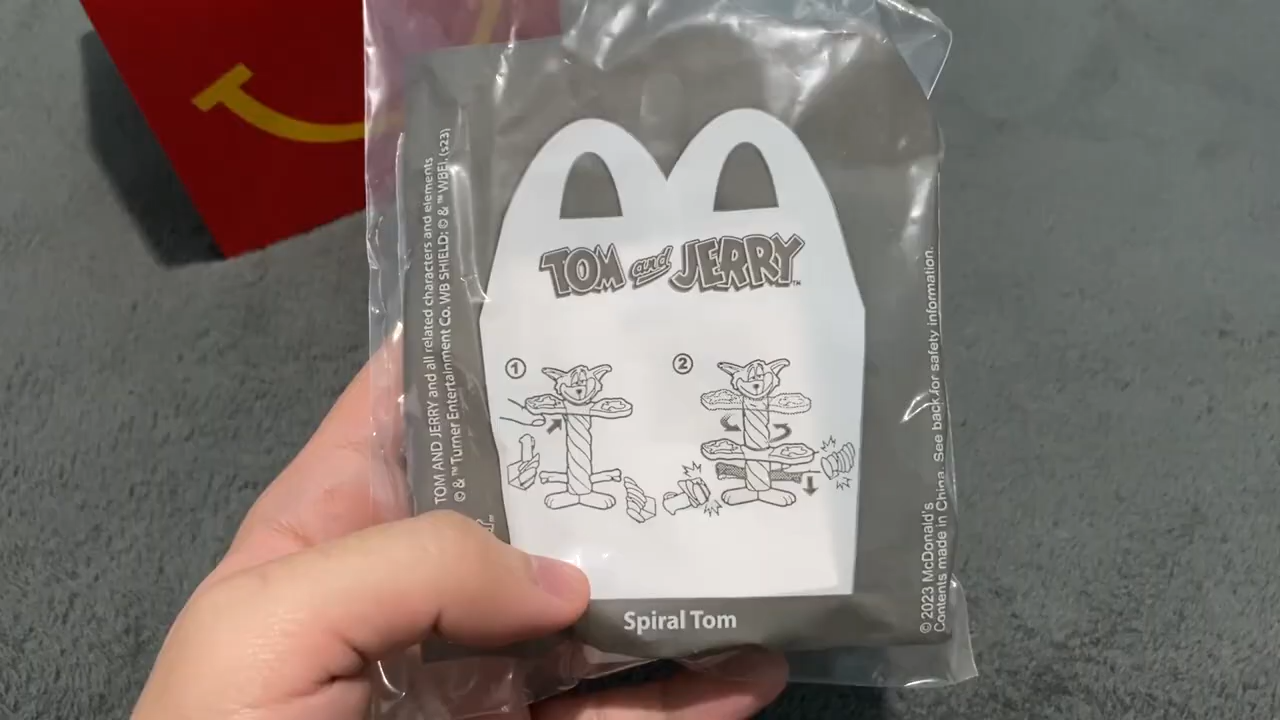 TOM AND JERRY and all related characters and elements
© & ™ Turner Entertainment Co. WB SHIELD: © & ™ WBEI. (s23)
TOM and JERRY™
1
2
Spiral Tom
© 2023 McDonald's
Contents made in China. See back for safety information.